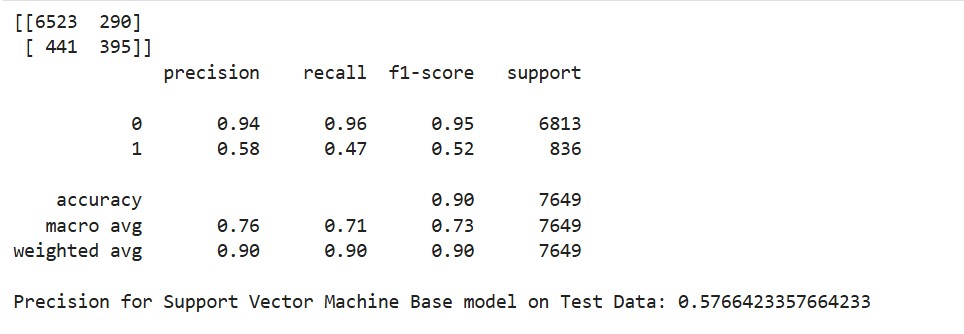 [[6523  290]
 [ 441  395]]
              precision    recall  f1-score   support

           0       0.94      0.96      0.95      6813
           1       0.58      0.47      0.52       836

    accuracy                           0.90      7649
   macro avg       0.76      0.71      0.73      7649
weighted avg       0.90      0.90      0.90      7649

Precision for Support Vector Machine Base model on Test Data: 0.5766423357664233